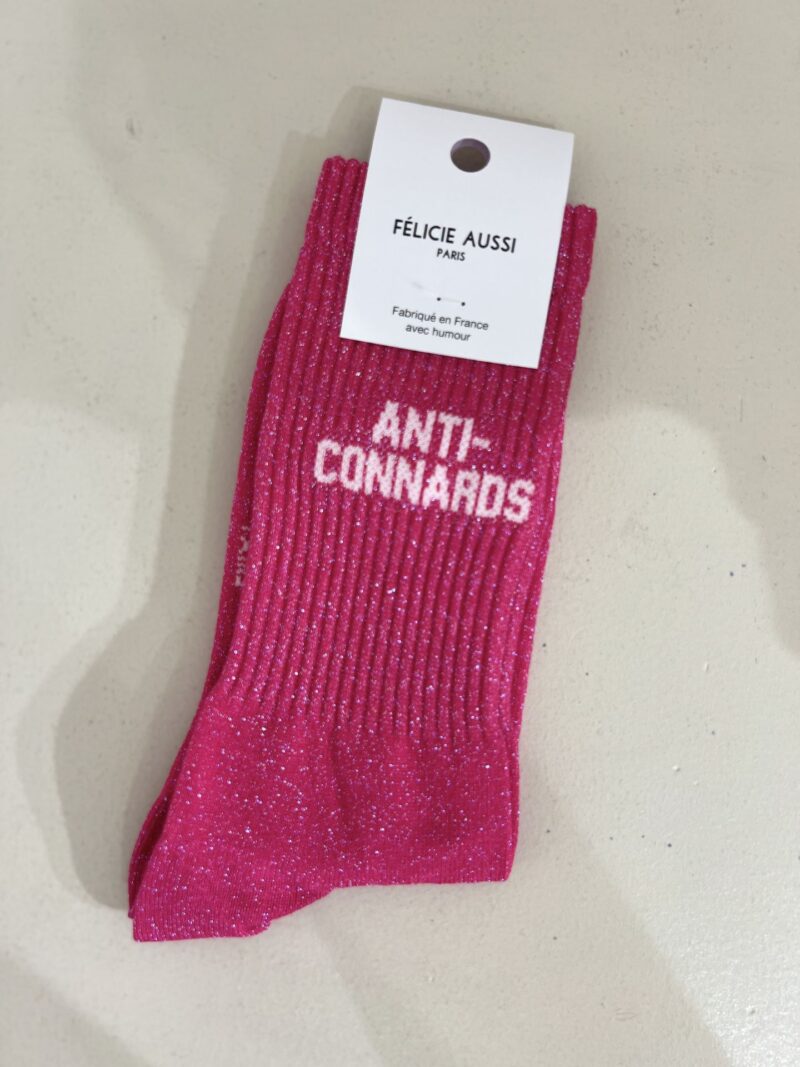 FÉLICIE AUSSI
PARIS
Fabriqué en France
avec humour
ANTI-
CONNARDS